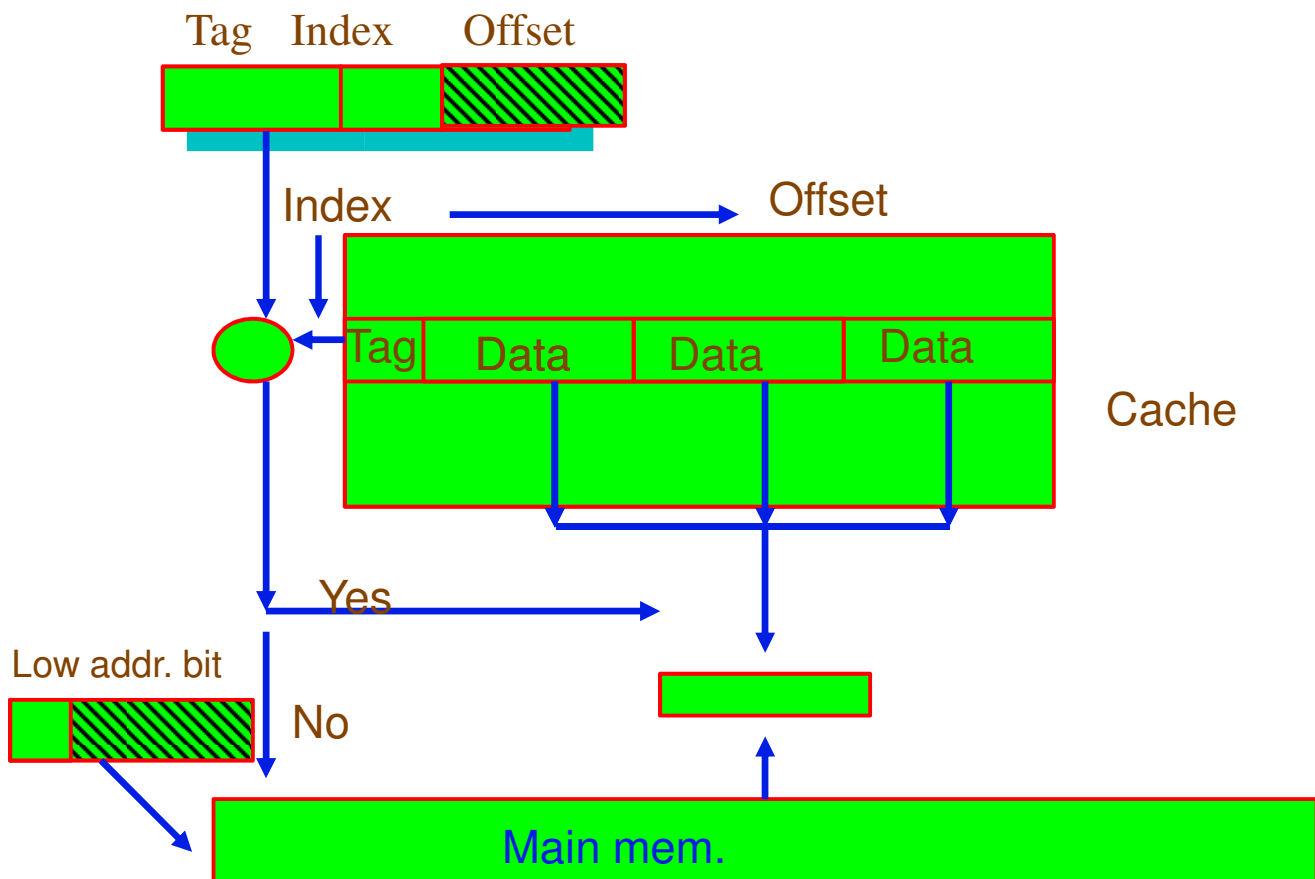 Tag Index Offset
Index Offset
Tag Data Data Data
Cache
Yes
Low addr. bit
No
Main mem.